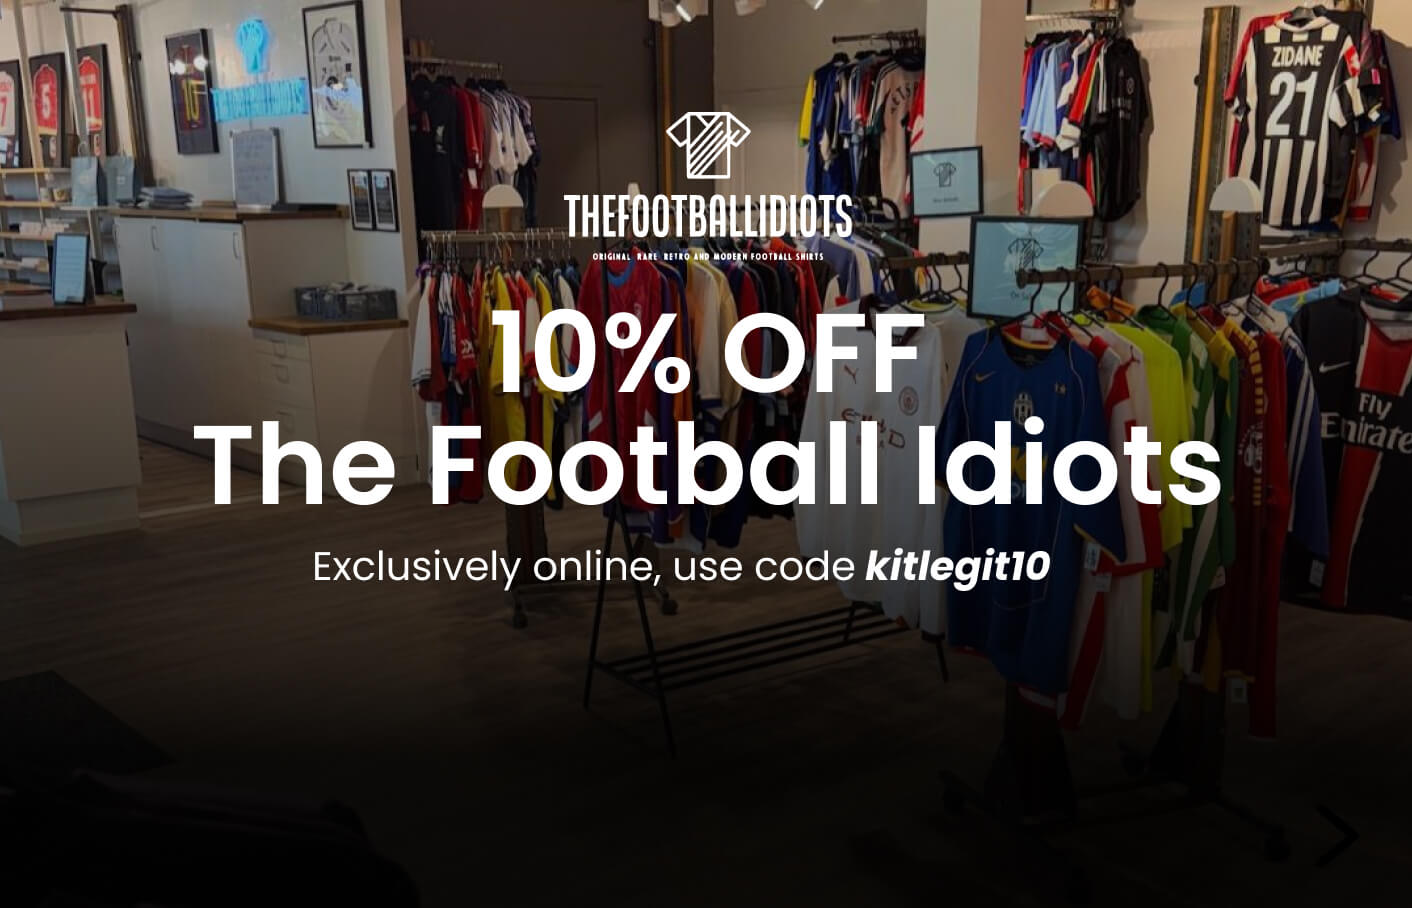 ZIDANE
21
THEFOOTBALLIDIOTS
ORIGINAL RARE RETRO AND MODERN FOOTBALL SHIRTS
10% OFF
The Football Idiots
Fly
Emirates
Exclusively online, use code kitlegit10